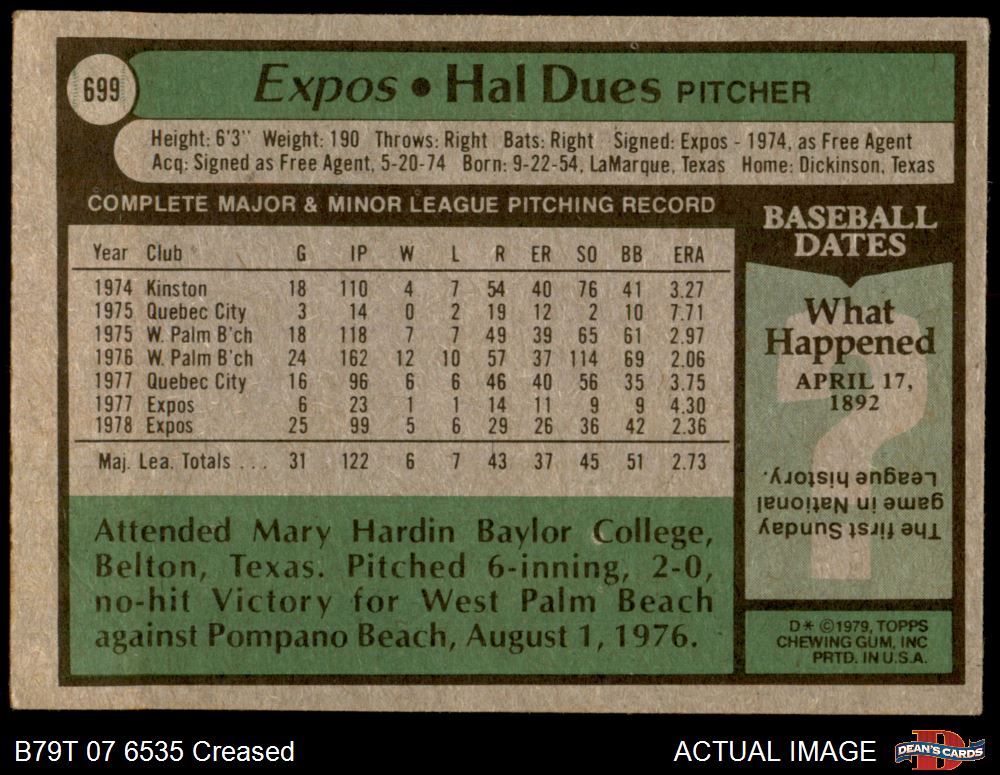 699
Expos • Hal Dues PITCHER
Height: 6'3" Weight: 190 Throws: Right Bats: Right Signed: Expos - 1974, as Free Agent
Acq: Signed as Free Agent, 5-20-74 Born: 9-22-54, LaMarque, Texas Home: Dickinson, Texas
COMPLETE MAJOR & MINOR LEAGUE PITCHING RECORD
Year Club G IP W L R ER SO BB ERA
1974 Kinston 18 110 4 7 54 40 76 41 3.27
1975 Quebec City 3 14 0 2 19 12 2 10 7.71
1975 W. Palm B'ch 18 118 7 7 49 39 65 61 2.97
1976 W. Palm B'ch 24 162 12 10 57 37 114 69 2.06
1977 Quebec City 16 96 6 6 46 40 56 35 3.75
1977 Expos 6 23 1 1 14 11 9 9 4.30
1978 Expos 25 99 5 6 29 26 36 42 2.36
Maj. Lea. Totals ... 31 122 6 7 43 37 45 51 2.73
Attended Mary Hardin Baylor College,
Belton, Texas. Pitched 6-inning, 2-0,
no-hit Victory for West Palm Beach
against Pompano Beach, August 1, 1976.
BASEBALL
DATES
What
Happened
APRIL 17,
1892
?
The first Sunday
game in National
League history.
D* ©1979, TOPPS
CHEWING GUM, INC
PRTD. IN U.S.A.
B79T 07 6535 Creased
ACTUAL IMAGE
D
DEAN'S CARDS